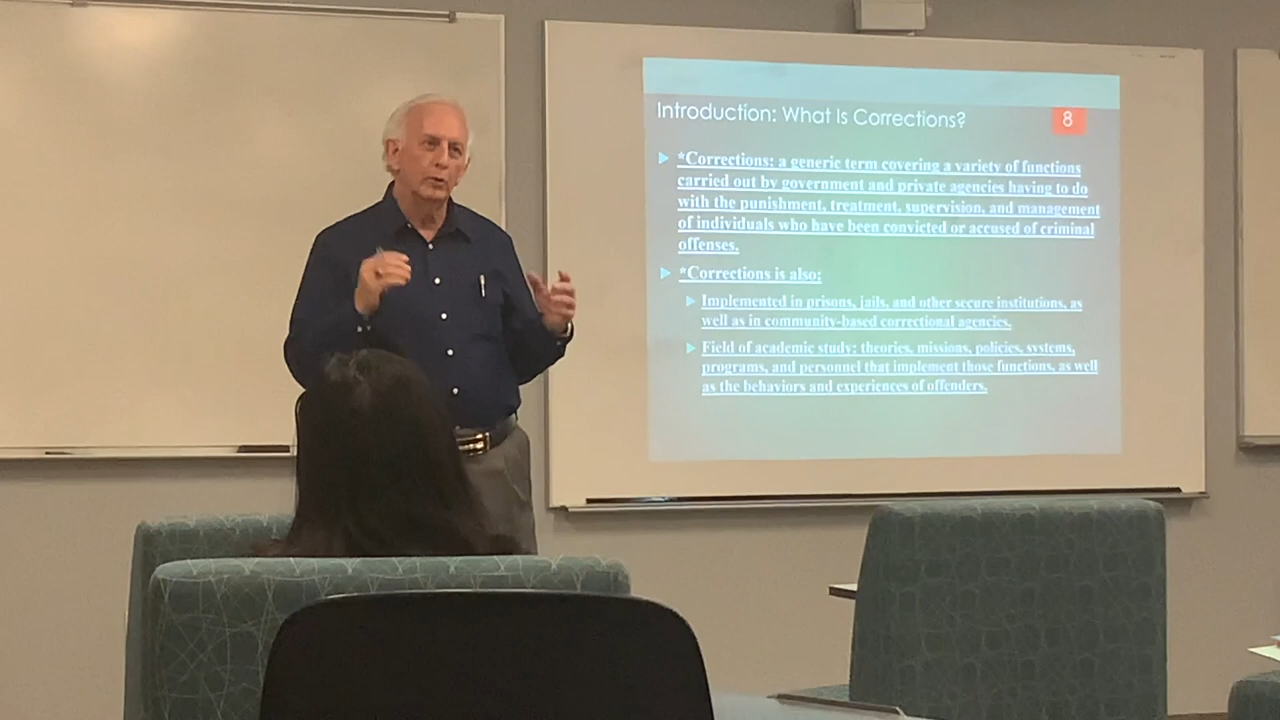 Introduction: What Is Corrections?
8
*Corrections: a generic term covering a variety of functions
carried out by government and private agencies having to do
with the punishment, treatment, supervision, and management
of individuals who have been convicted or accused of criminal
offenses.
*Corrections is also:
Implemented in prisons, jails, and other secure institutions, as
well as in community-based correctional agencies.
Field of academic study: theories, missions, policies, systems,
programs, and personnel that implement those functions, as well
as the behaviors and experiences of offenders.